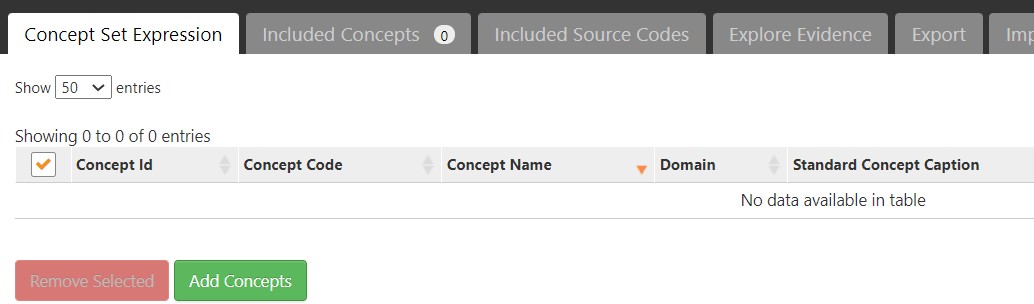 Concept Set Expression Included Concepts 0 Included Source Codes Explore Evidence Export
Show 50 entries
Showing 0 to 0 of 0 entries
Concept Id Concept Code Concept Name Domain Standard Concept Caption
No data available in table
Remove Selected Add Concepts